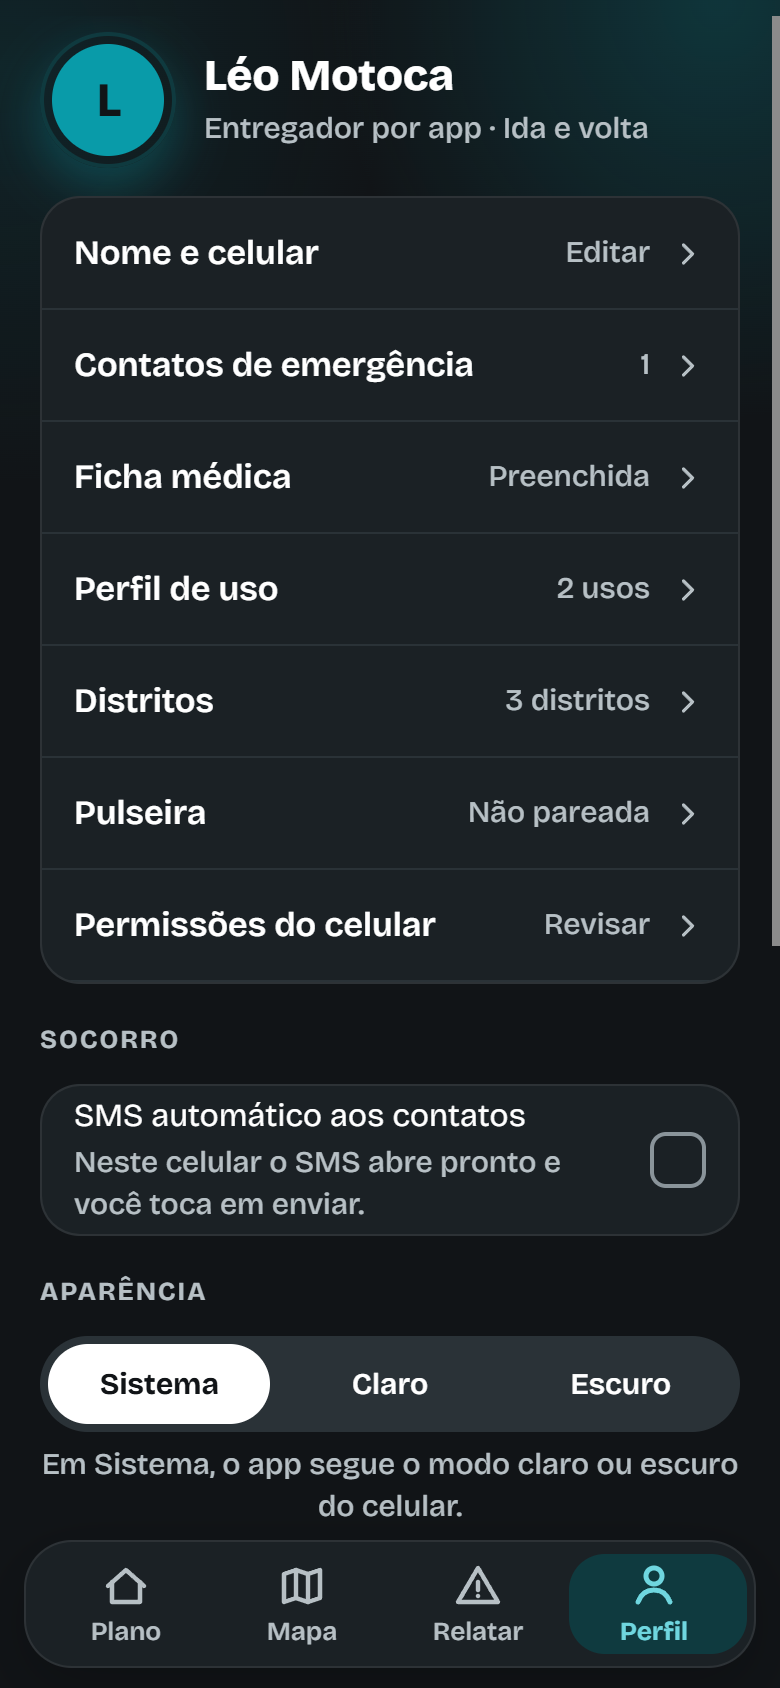 L
Léo Motoca
Entregador por app · Ida e volta
Nome e celular Editar
Contatos de emergência 1
Ficha médica Preenchida
Perfil de uso 2 usos
Distritos 3 distritos
Pulseira Não pareada
Permissões do celular Revisar
SOCORRO
SMS automático aos contatos
Neste celular o SMS abre pronto e
você toca em enviar.
APARÊNCIA
Sistema Claro Escuro
Em Sistema, o app segue o modo claro ou escuro
do celular.
Plano Mapa Relatar Perfil